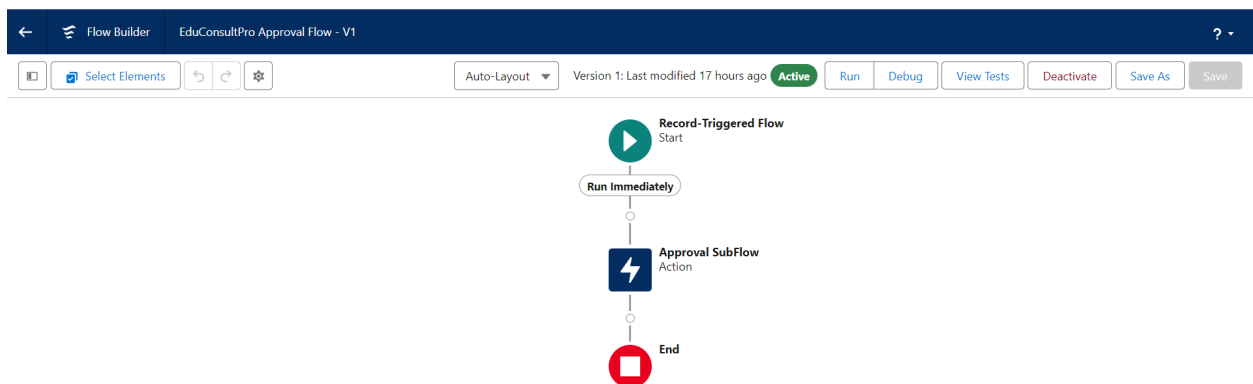 Flow Builder EduConsultPro Approval Flow - V1 ?
Select Elements Auto-Layout Version 1: Last modified 17 hours ago Active Run Debug View Tests Deactivate Save As Save
Record-Triggered Flow
Start
Run Immediately
Approval SubFlow
Action
End